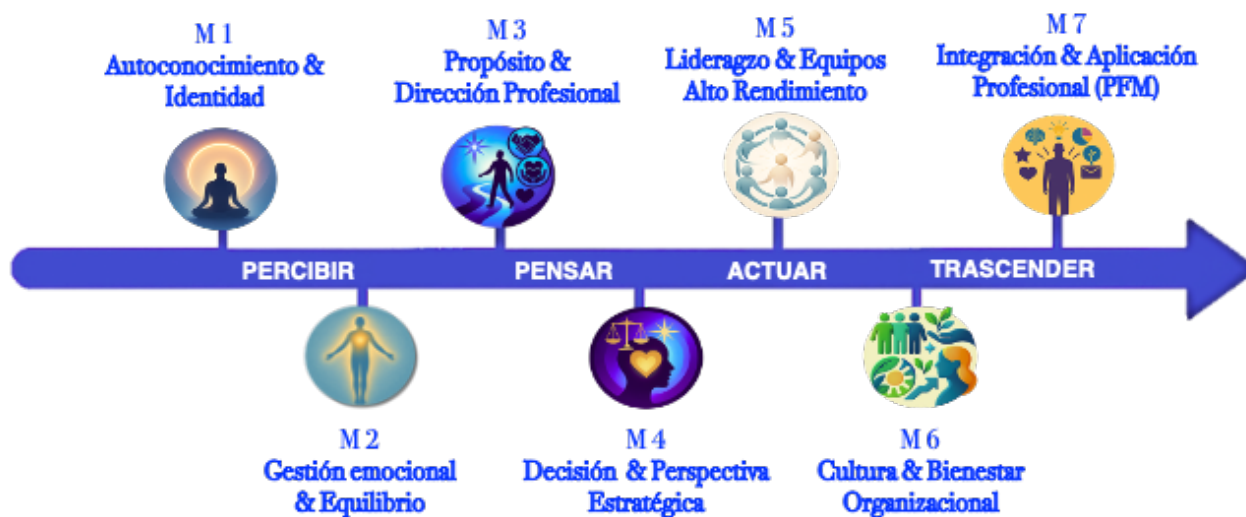 M 1
Autoconocimiento &
Identidad
M 3
Propósito &
Dirección Profesional
M 5
Lideragzo & Equipos
Alto Rendimiento
M 7
Integración & Aplicación
Profesional (PFM)
PERCIBIR
PENSAR
ACTUAR
TRASCENDER
M 2
Gestión emocional
& Equilibrio
M 4
Decisión & Perspectiva
Estratégica
M 6
Cultura & Bienestar
Organizacional